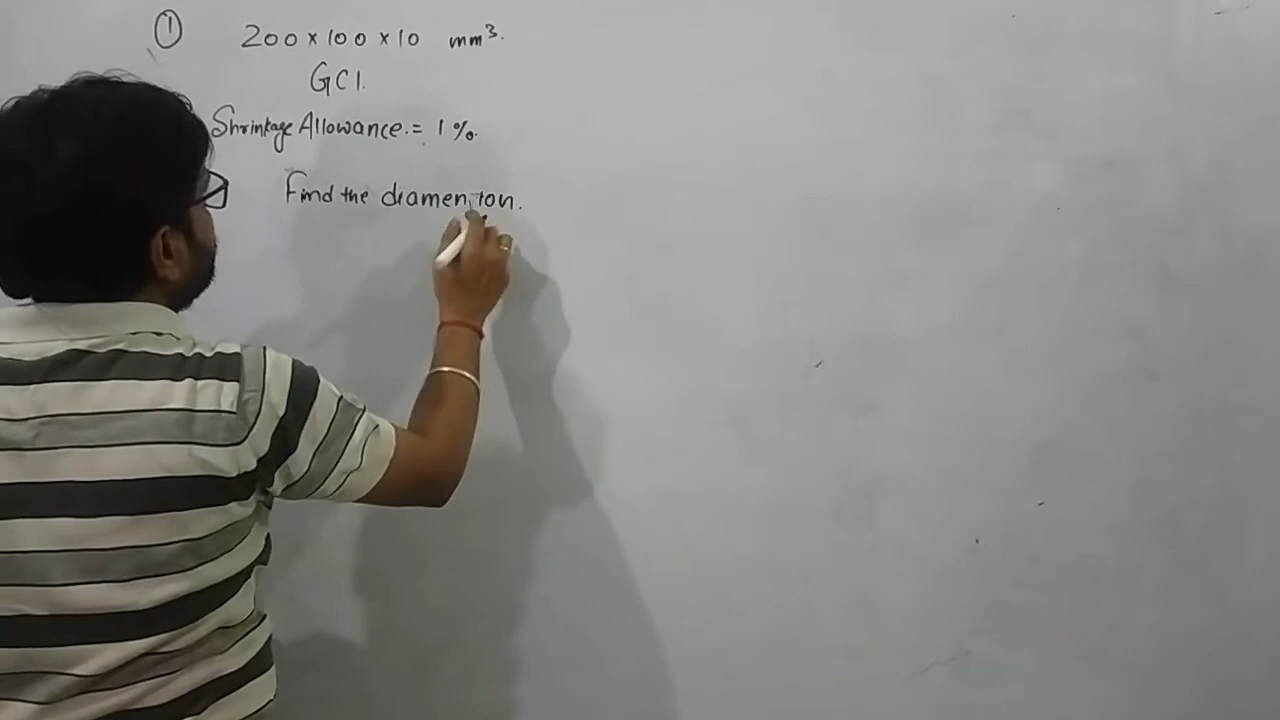 ① 200 × 100 × 10 mm³.
GCI.
Shrinkage Allowance. = 1 %.
Find the diamension.